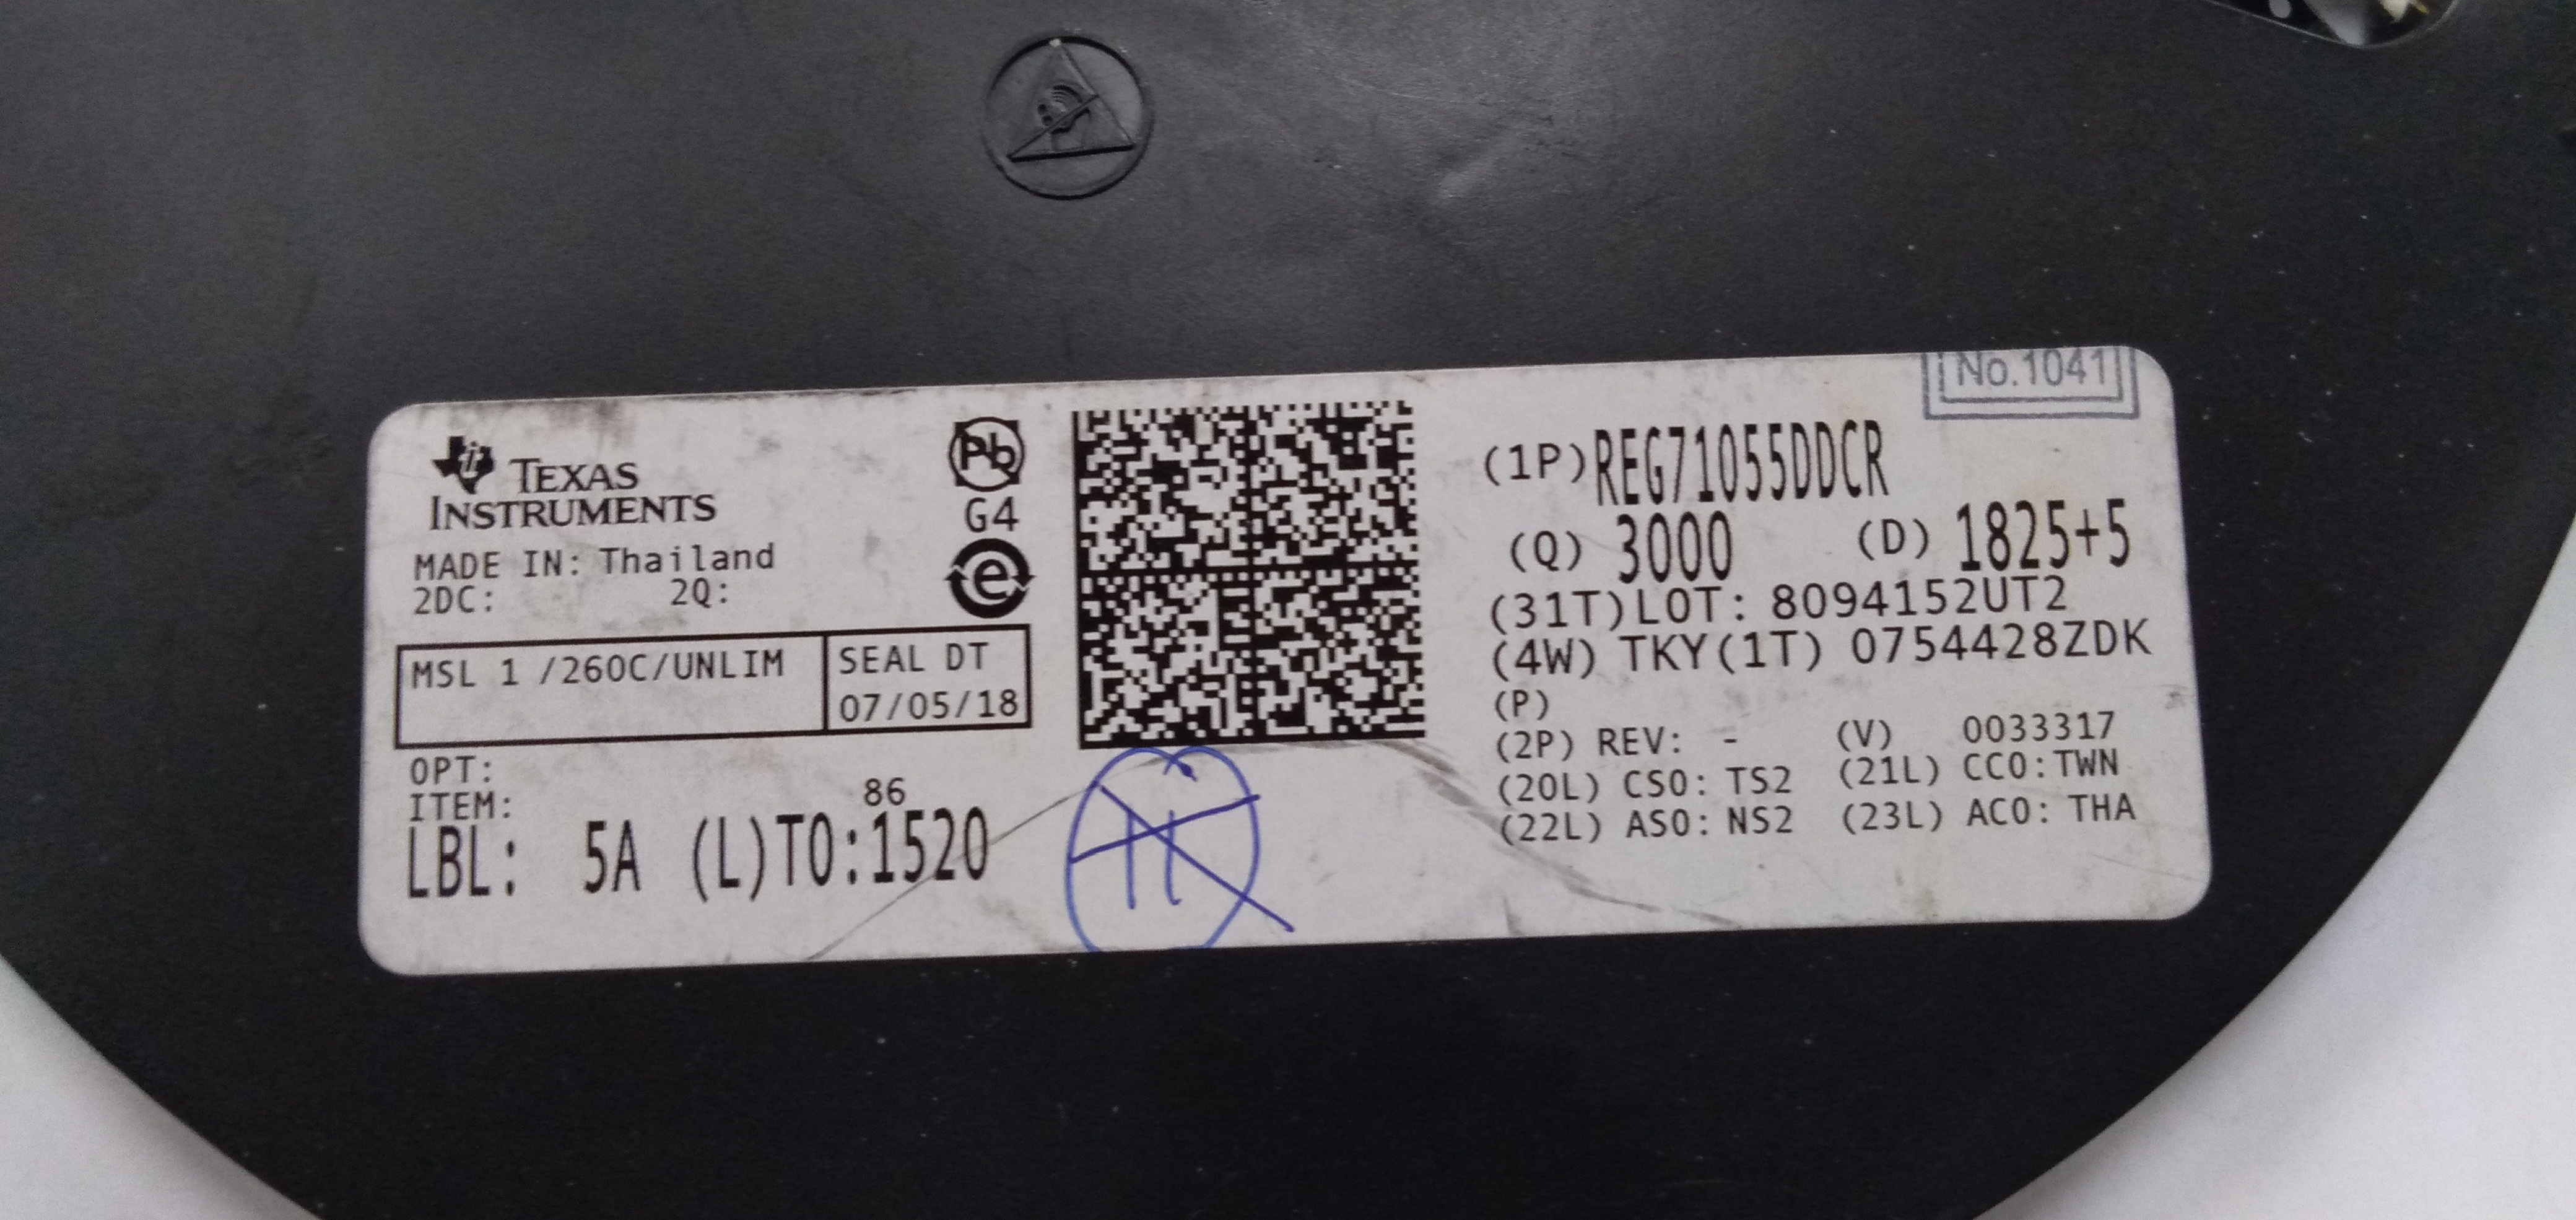 No.1041
TEXAS
INSTRUMENTS
MADE IN: Thailand
2DC: 2Q:
Pb
G4
e
MSL 1 /260C/UNLIM
SEAL DT
07/05/18
OPT:
ITEM:
86
LBL: 5A (L)TO:1520
(1P)REG71055DDCR
(Q) 3000 (D) 1825+5
(31T)LOT: 8094152UT2
(4W) TKY(1T) 0754428ZDK
(P)
(2P) REV: - (V) 0033317
(20L) CSO: TS2 (21L) CCO:TWN
(22L) ASO: NS2 (23L) ACO: THA